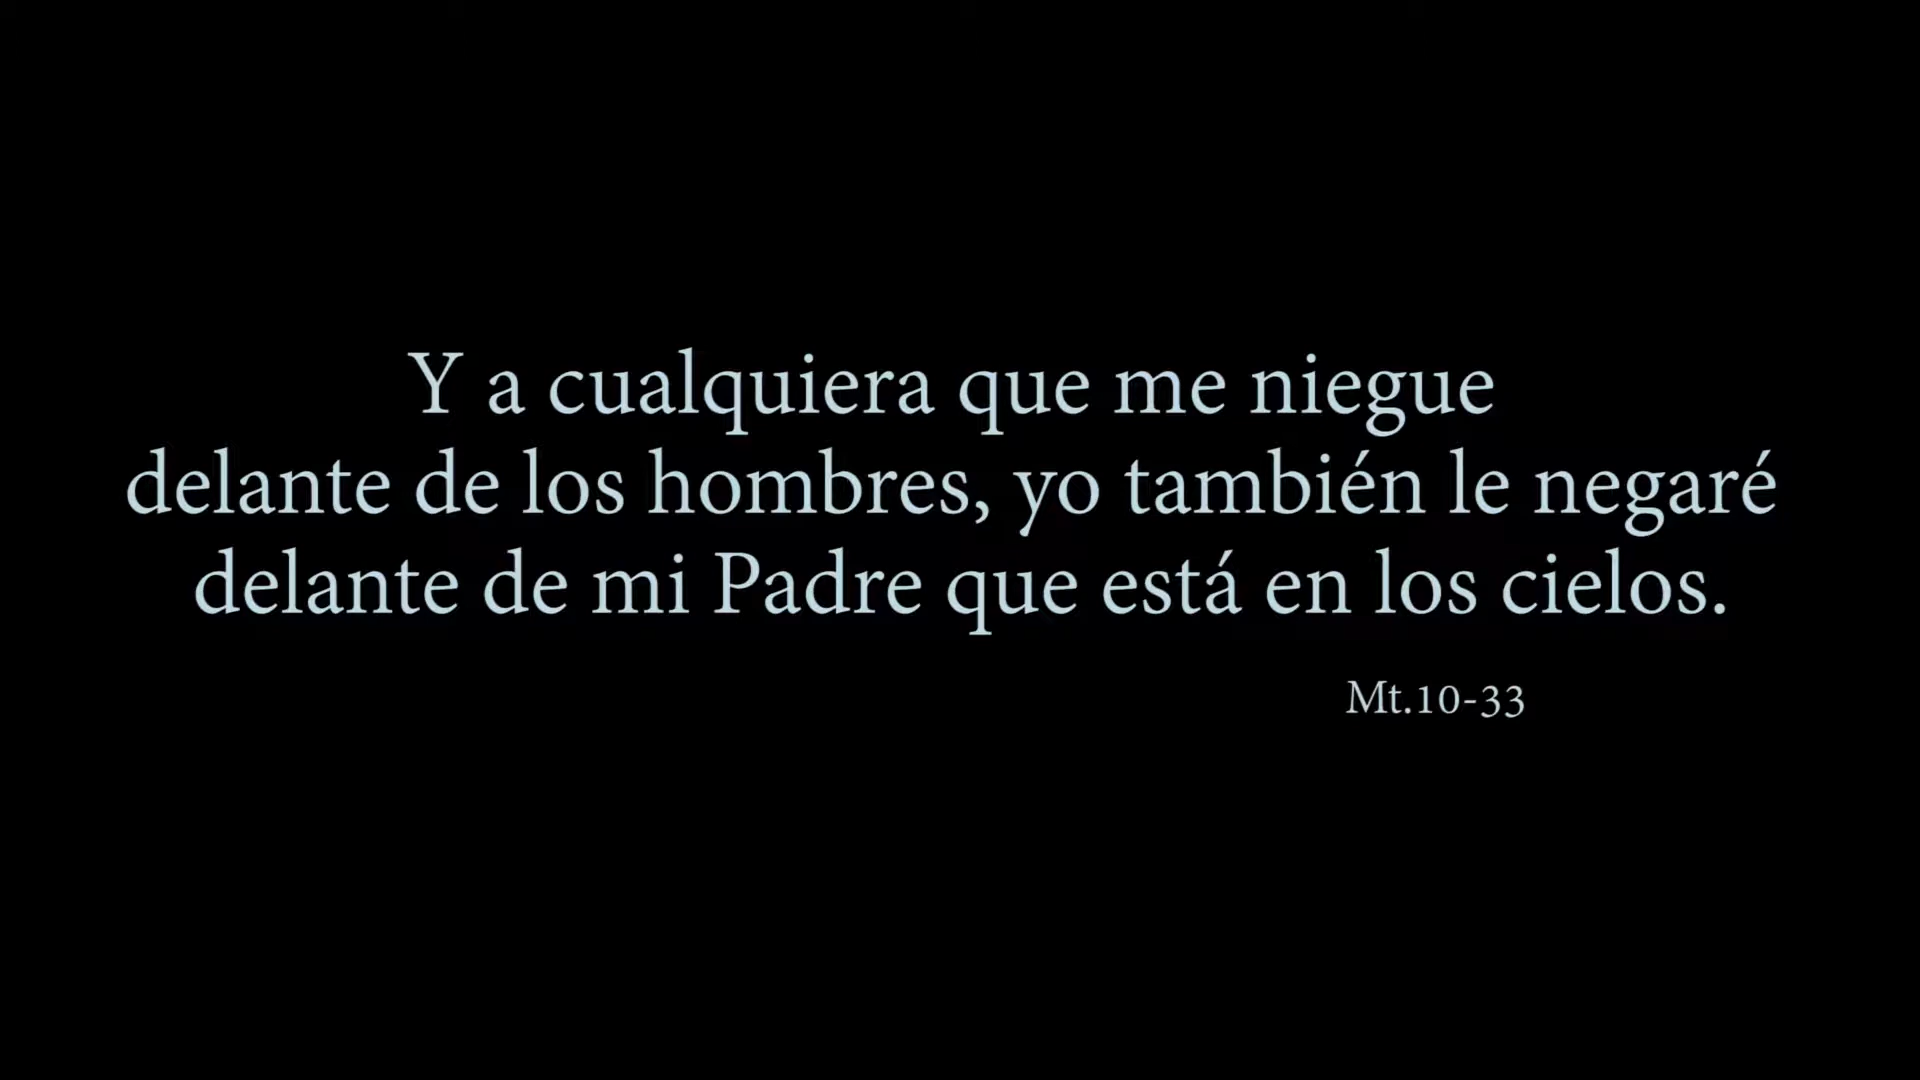 Y a cualquiera que me niegue
delante de los hombres, yo también le negaré
delante de mi Padre que está en los cielos.
Mt.10-33